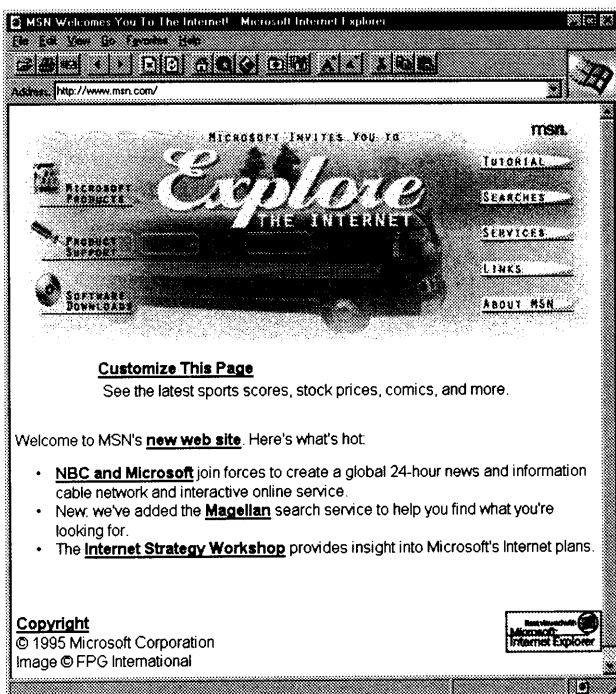 MSN Welcomes You To The Internet! - Microsoft Internet Explorer
File Edit View Go Favorites Help
Address: http://www.msn.com/
MICROSOFT INVITES YOU TO
Explore
THE INTERNET
msn.
MICROSOFT
PRODUCTS
PRODUCT
SUPPORT
SOFTWARE
DOWNLOADS
TUTORIAL
SEARCHES
SERVICES
LINKS
ABOUT MSN
Customize This Page
See the latest sports scores, stock prices, comics, and more.
Welcome to MSN's new web site. Here's what's hot:
• NBC and Microsoft join forces to create a global 24-hour news and information
cable network and interactive online service.
• New: we've added the Magellan search service to help you find what you're
looking for.
• The Internet Strategy Workshop provides insight into Microsoft's Internet plans.
Copyright
© 1995 Microsoft Corporation
Image © FPG International
Best viewed with
Microsoft
Internet Explorer